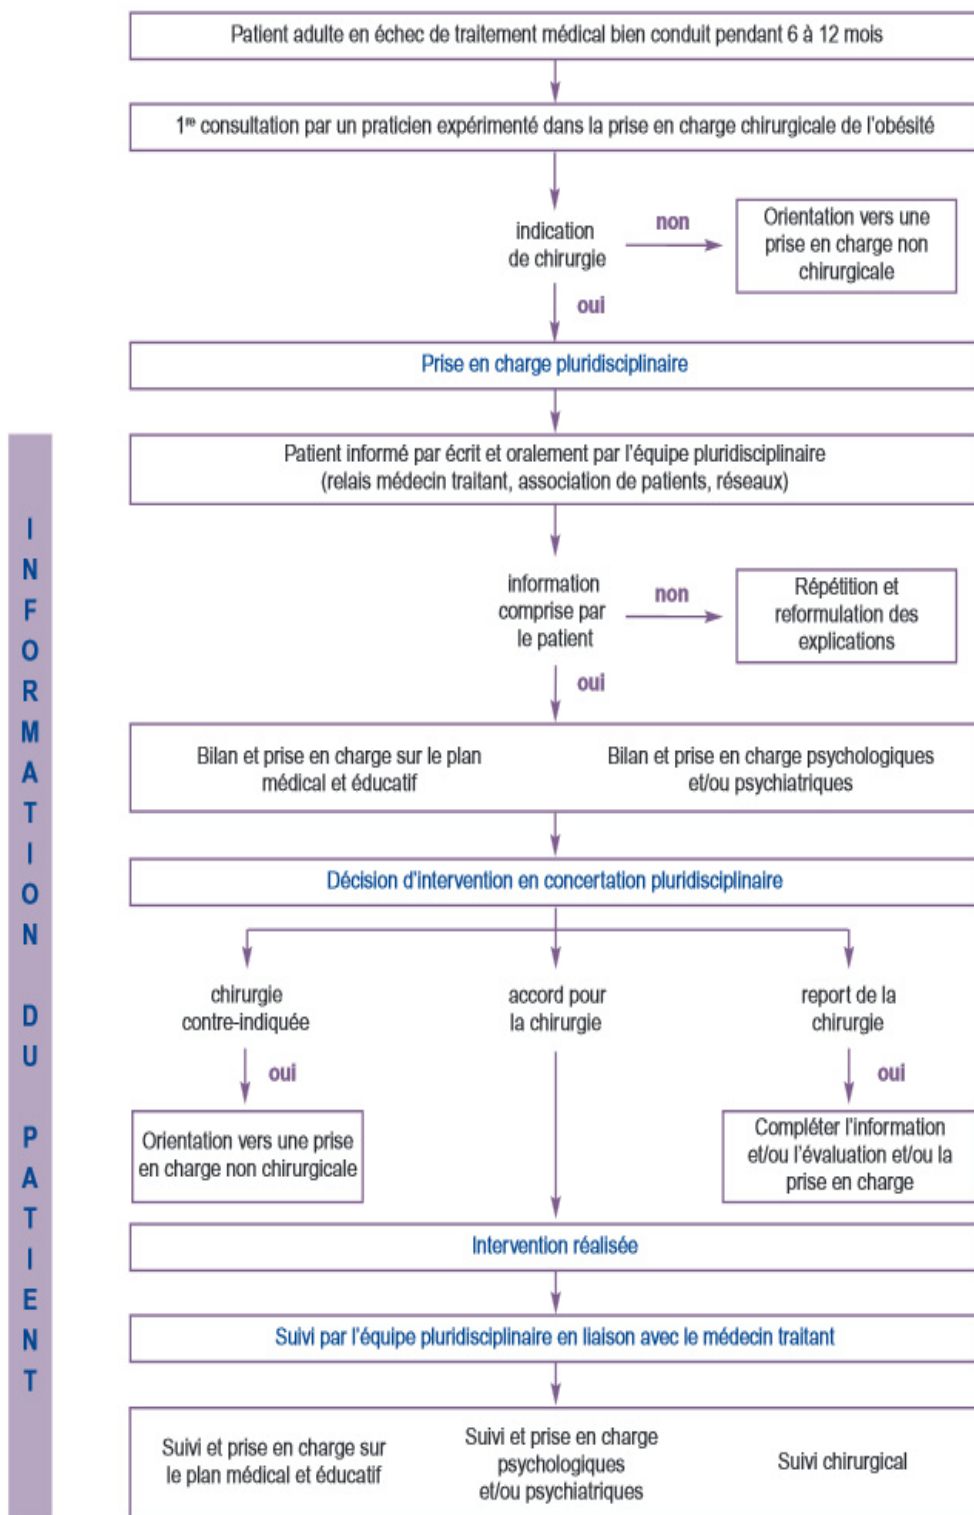 Patient adulte en échec de traitement médical bien conduit pendant 6 à 12 mois
1re consultation par un praticien expérimenté dans la prise en charge chirurgicale de l'obésité
indication
de chirurgie
non
Orientation vers une
prise en charge non
chirurgicale
oui
Prise en charge pluridisciplinaire
INFORMATION DU PATIENT
Patient informé par écrit et oralement par l'équipe pluridisciplinaire
(relais médecin traitant, association de patients, réseaux)
information
comprise par
le patient
non
Répétition et
reformulation des
explications
oui
Bilan et prise en charge sur le plan
médical et éducatif
Bilan et prise en charge psychologiques
et/ou psychiatriques
Décision d'intervention en concertation pluridisciplinaire
chirurgie
contre-indiquée
oui
Orientation vers une prise
en charge non chirurgicale
accord pour
la chirurgie
report de la
chirurgie
oui
Compléter l'information
et/ou l'évaluation et/ou la
prise en charge
Intervention réalisée
Suivi par l'équipe pluridisciplinaire en liaison avec le médecin traitant
Suivi et prise en charge sur
le plan médical et éducatif
Suivi et prise en charge
psychologiques
et/ou psychiatriques
Suivi chirurgical